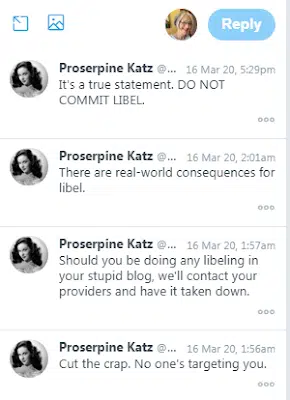 Reply
Proserpine Katz @... 16 Mar 20, 5:29pm
It's a true statement. DO NOT
COMMIT LIBEL.
Proserpine Katz @... 16 Mar 20, 2:01am
There are real-world consequences for
libel.
Proserpine Katz @... 16 Mar 20, 1:57am
Should you be doing any libeling in
your stupid blog, we'll contact your
providers and have it taken down.
Proserpine Katz @... 16 Mar 20, 1:56am
Cut the crap. No one's targeting you.